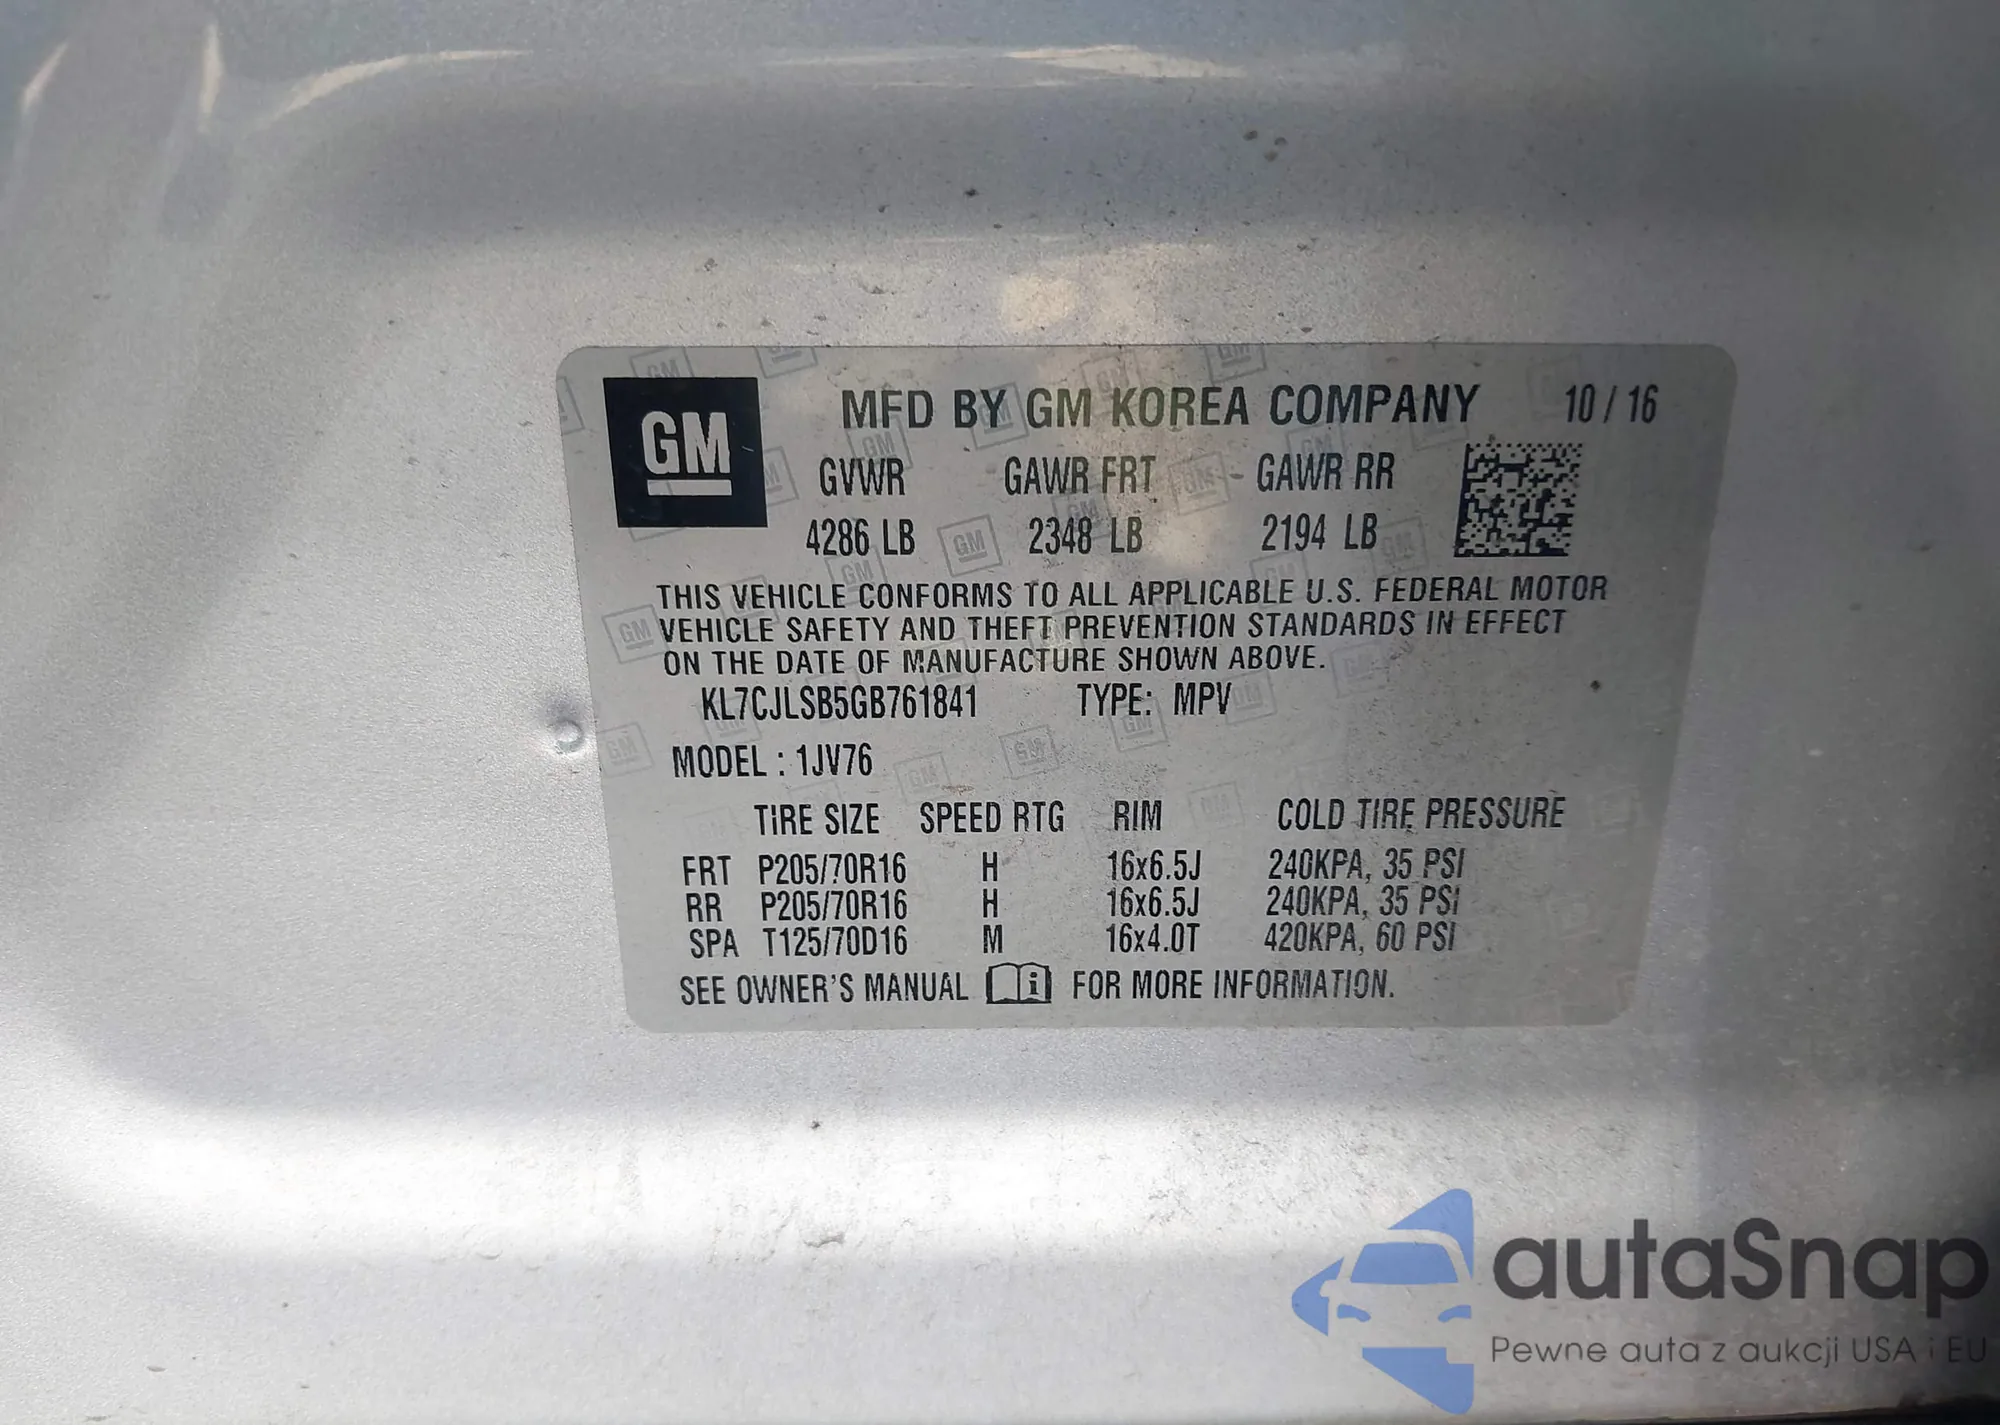 GM
MFD BY GM KOREA COMPANY 10 / 16
GVWR GAWR FRT GAWR RR
4286 LB 2348 LB 2194 LB
THIS VEHICLE CONFORMS TO ALL APPLICABLE U.S. FEDERAL MOTOR
VEHICLE SAFETY AND THEFT PREVENTION STANDARDS IN EFFECT
ON THE DATE OF MANUFACTURE SHOWN ABOVE.
KL7CJLSB5GB761841 TYPE: MPV
MODEL : 1JV76
TIRE SIZE SPEED RTG RIM COLD TIRE PRESSURE
FRT P205/70R16 H 16x6.5J 240KPA, 35 PSI
RR P205/70R16 H 16x6.5J 240KPA, 35 PSI
SPA T125/70D16 M 16x4.0T 420KPA, 60 PSI
SEE OWNER'S MANUAL i FOR MORE INFORMATION.
autaSnap
Pewne auta z aukcji USA i EU